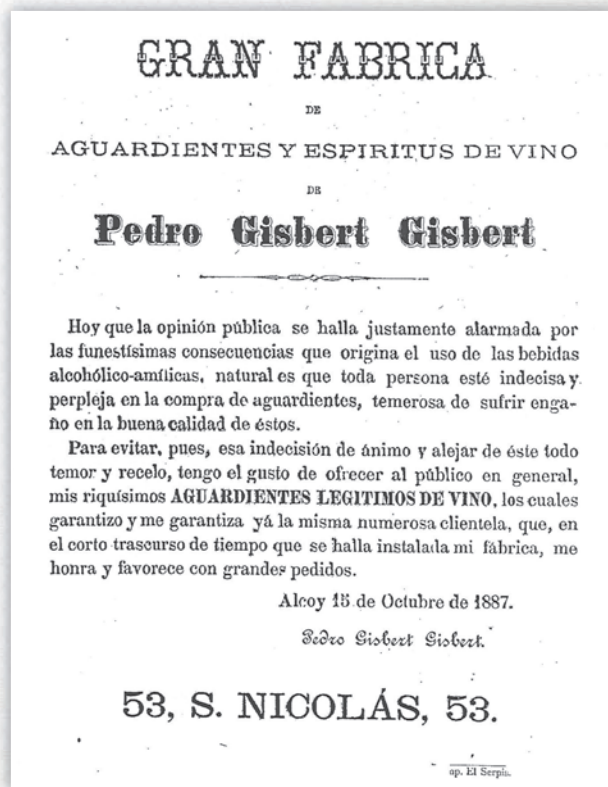 GRAN FABRICA
DE
AGUARDIENTES Y ESPIRITUS DE VINO
DE
Pedro Gisbert Gisbert
Hoy que la opinión pública se halla justamente alarmada por
las funestísimas consecuencias que origina el uso de las bebidas
alcohólico-amílicas, natural es que toda persona esté indecisa y
perpleja en la compra de aguardientes, temerosa de sufrir enga-
ño en la buena calidad de éstos.
Para evitar, pues, esa indecisión de ánimo y alejar de éste todo
temor y recelo, tengo el gusto de ofrecer al público en general,
mis riquísimos AGUARDIENTES LEGITIMOS DE VINO, los cuales
garantizo y me garantiza yá la misma numerosa clientela, que, en
el corto trascurso de tiempo que se halla instalada mi fábrica, me
honra y favorece con grandes pedidos.
Alcoy 15 de Octubre de 1887.
Pedro Gisbert Gisbert.
53, S. NICOLÁS, 53.
ap. El Serpis.